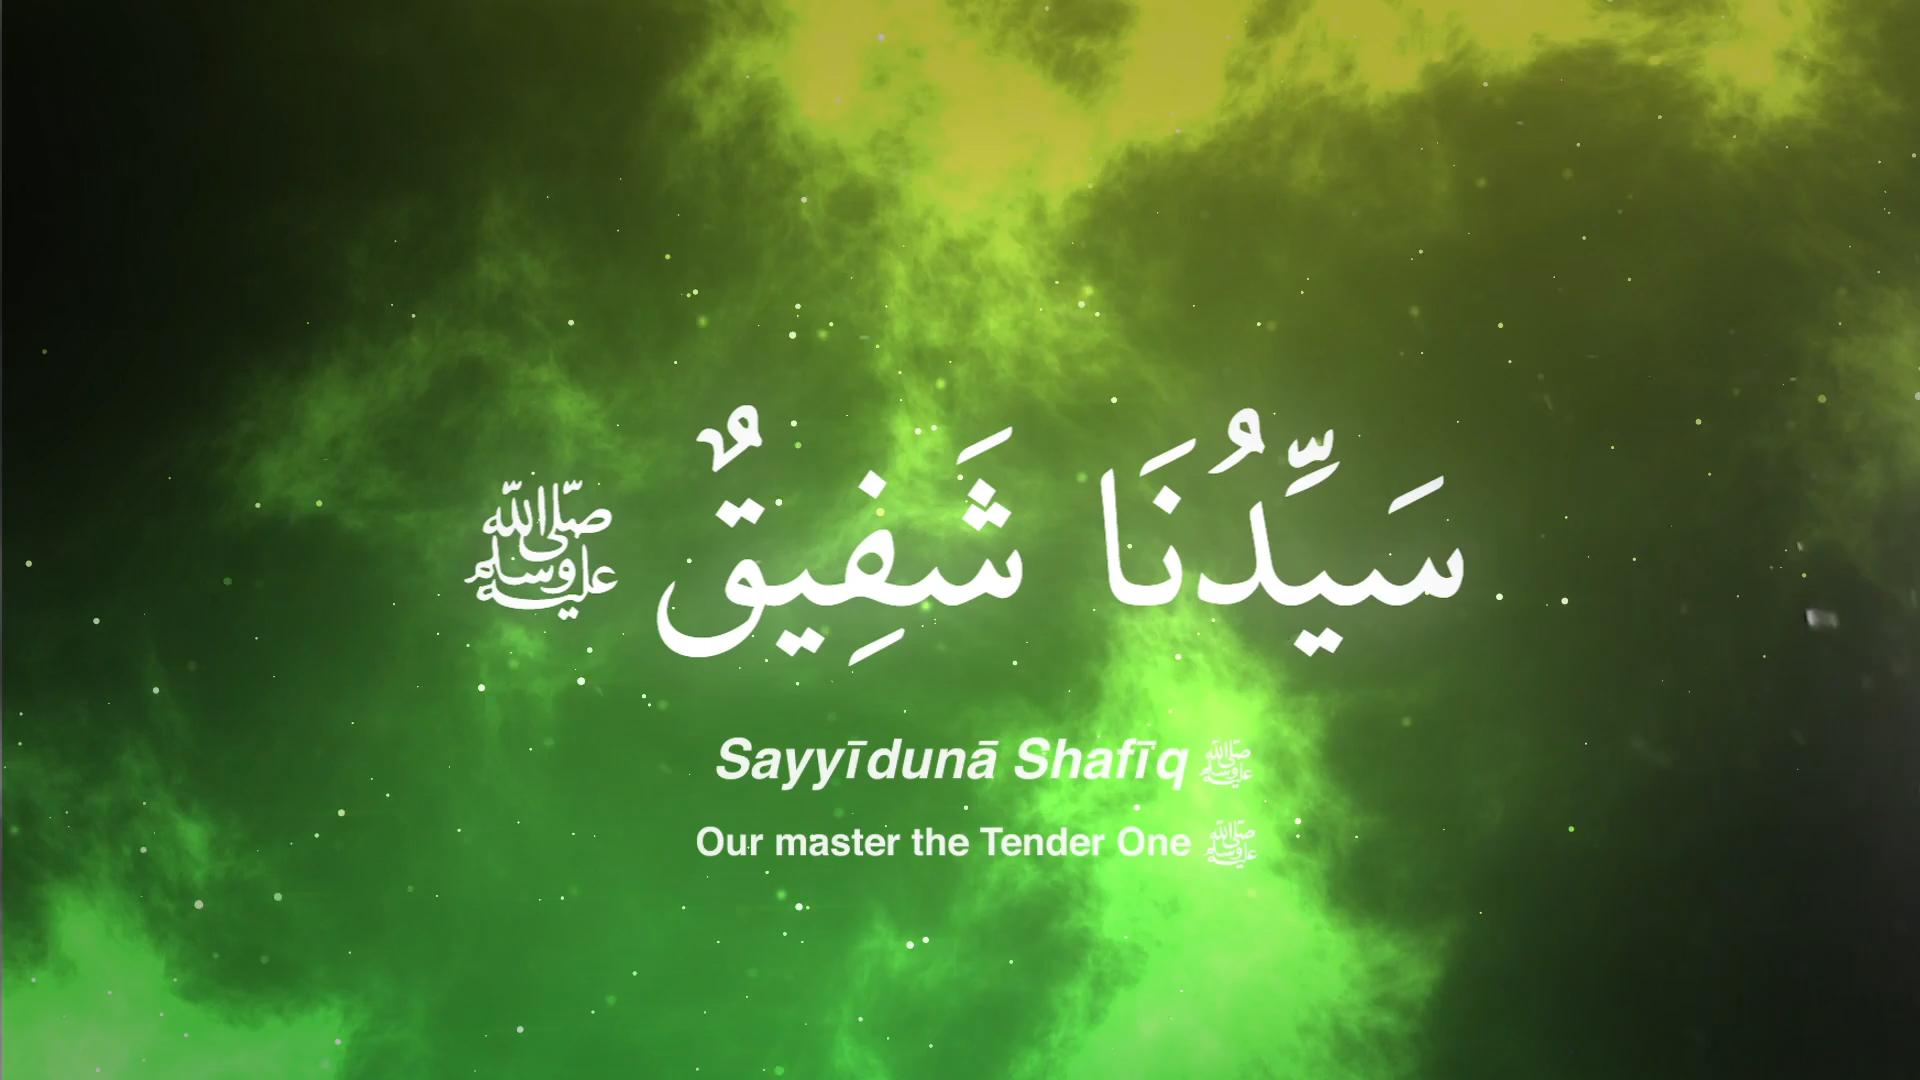 سَيِّدُنَا شَفِيقٌ ﷺ
Sayyīdunā Shafīq ﷺ
Our master the Tender One ﷺ